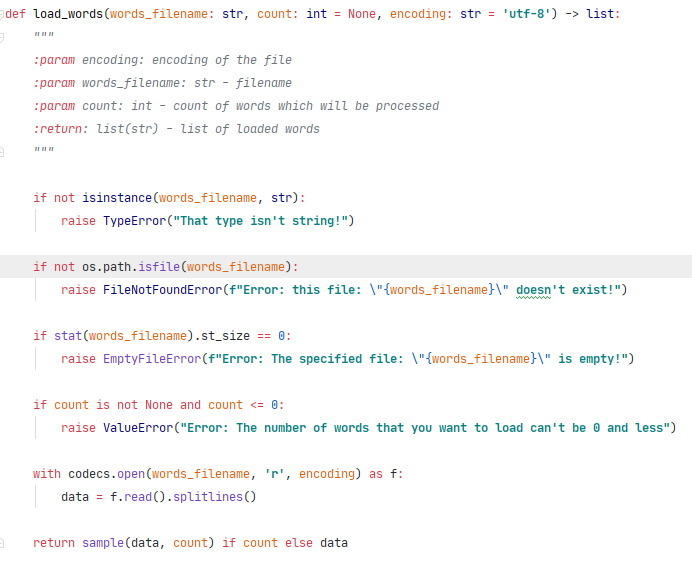 def load_words(words_filename: str, count: int = None, encoding: str = 'utf-8') -> list:
    """
    :param encoding: encoding of the file
    :param words_filename: str - filename
    :param count: int - count of words which will be processed
    :return: list(str) - list of loaded words
    """
    if not isinstance(words_filename, str):
        raise TypeError("That type isn't string!")
    if not os.path.isfile(words_filename):
        raise FileNotFoundError(f"Error: this file: \"{words_filename}\" doesn't exist!")
    if stat(words_filename).st_size == 0:
        raise EmptyFileError(f"Error: The specified file: \"{words_filename}\" is empty!")
    if count is not None and count <= 0:
        raise ValueError("Error: The number of words that you want to load can't be 0 and less")
    with codecs.open(words_filename, 'r', encoding) as f:
        data = f.read().splitlines()
    return sample(data, count) if count else data